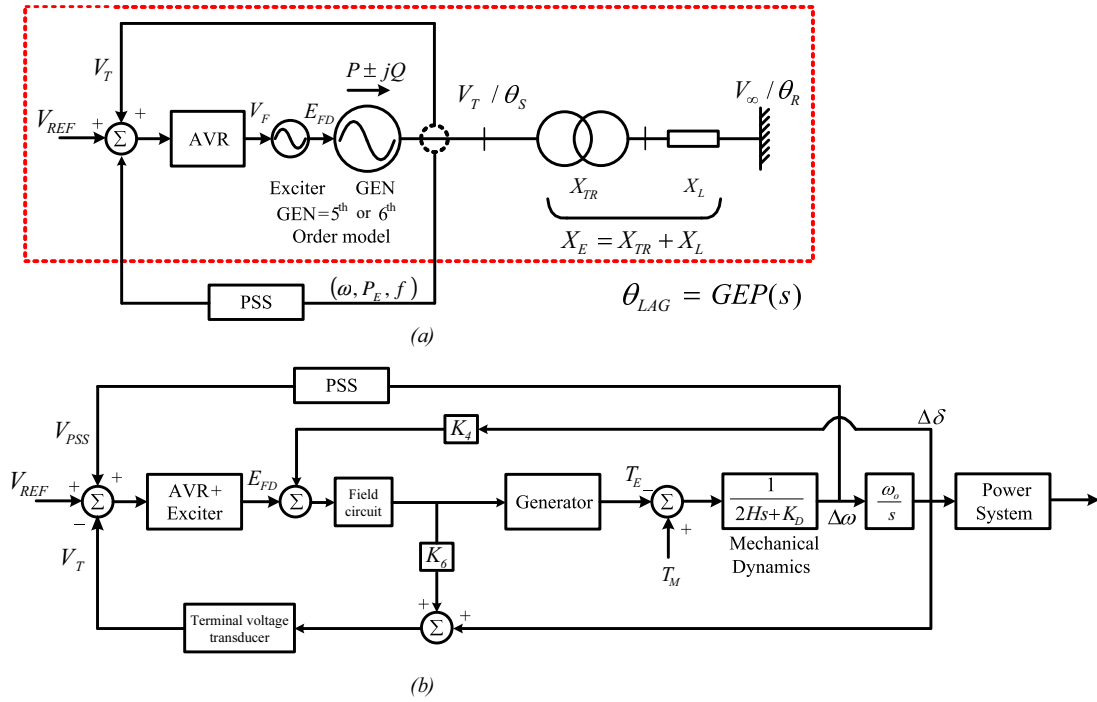 V_T
P ± jQ
V_T / θ_S
V_∞ / θ_R
V_REF
+
+
Σ
AVR
V_F
E_FD
Exciter
GEN
GEN=5th or 6th
Order model
X_TR
X_L
X_E = X_TR + X_L
PSS
(ω, P_E, f)
θ_LAG = GEP(s)
(a)
PSS
V_PSS
K_4
Δδ
V_REF
+
+
−
Σ
AVR+
Exciter
E_FD
Σ
Field
circuit
Generator
T_E
−
Σ
+
T_M
1
2Hs+K_D
Mechanical
Dynamics
Δω
ω_o
s
Power
System
K_6
V_T
Terminal voltage
transducer
+
+
Σ
(b)